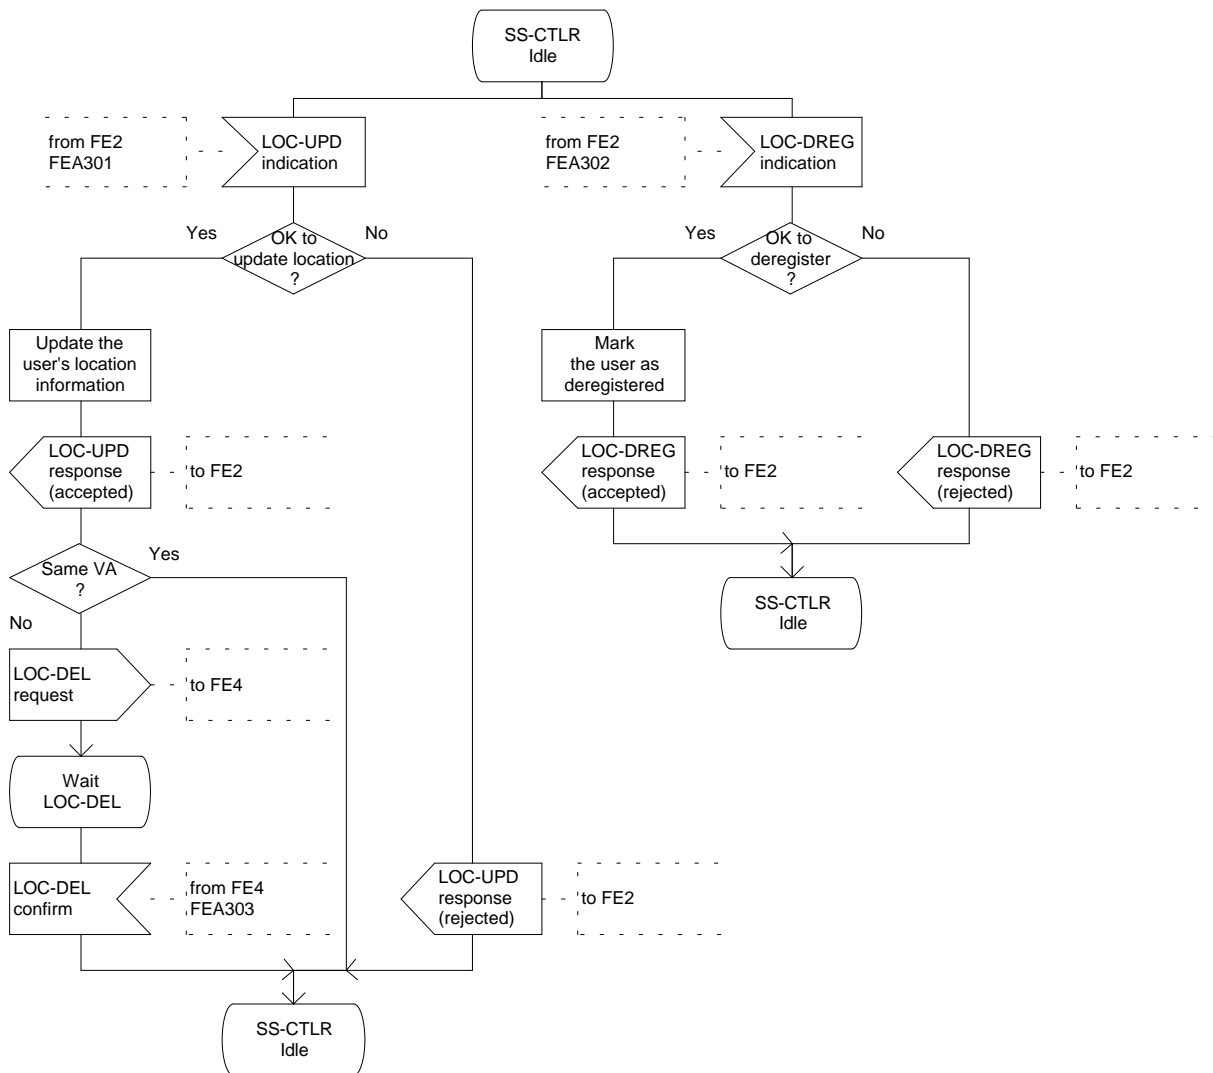 SS-CTLR
Idle
from FE2
FEA301
LOC-UPD
indication
from FE2
FEA302
LOC-DREG
indication
Yes
OK to
update location
?
No
Yes
OK to
deregister
?
No
Update the
user's location
information
Mark
the user as
deregistered
LOC-UPD
response
(accepted)
to FE2
LOC-DREG
response
(accepted)
to FE2
LOC-DREG
response
(rejected)
to FE2
Same VA
?
Yes
No
SS-CTLR
Idle
LOC-DEL
request
to FE4
Wait
LOC-DEL
LOC-DEL
confirm
from FE4
FEA303
LOC-UPD
response
(rejected)
to FE2
SS-CTLR
Idle